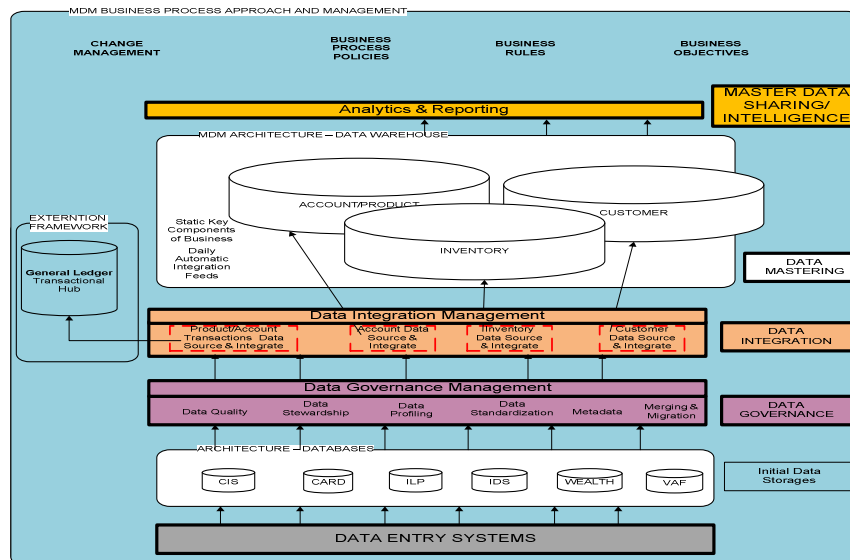 MDM BUSINESS PROCESS APPROACH AND MANAGEMENT
CHANGE
MANAGEMENT
BUSINESS
PROCESS
POLICIES
BUSINESS
RULES
BUSINESS
OBJECTIVES
Analytics & Reporting
MASTER DATA
SHARING/
INTELLIGENCE
MDM ARCHITECTURE – DATA WAREHOUSE
ACCOUNT/PRODUCT
CUSTOMER
INVENTORY
Static Key
Components
of Business
Daily
Automatic
Integration
Feeds
EXTERNTION
FRAMEWORK
General Ledger
Transactional
Hub
DATA
MASTERING
Data Integration Management
Product/Account
Transactions Data
Source & Integrate
Account Data
Source &
Integrate
IInventory
Data Source
& Integrate
Customer
Data Source
& Integrate
DATA
INTEGRATION
Data Governance Management
Data Quality
Data
Stewardship
Data
Profiling
Data
Standardization
Metadata
Merging &
Migration
DATA
GOVERNANCE
ARCHITECTURE – DATABASES
CIS
CARD
ILP
IDS
WEALTH
VAF
Initial Data
Storages
DATA ENTRY SYSTEMS